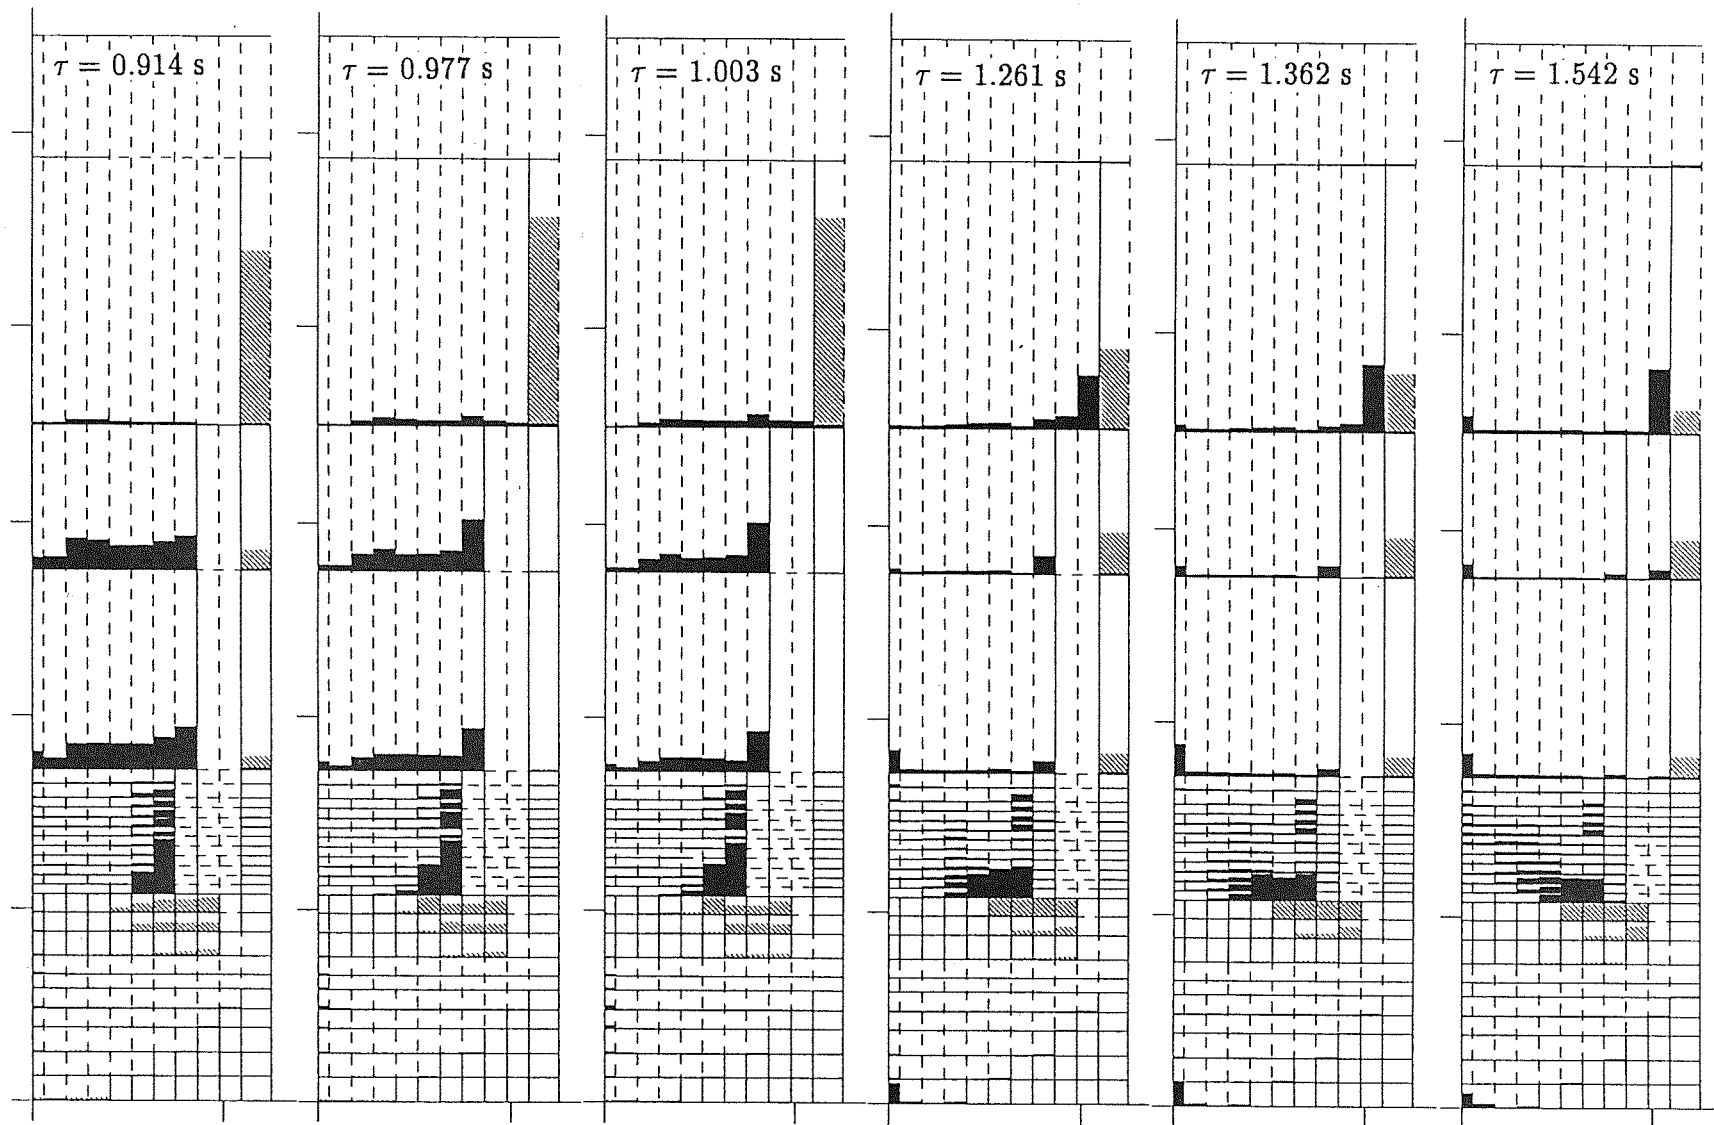 τ = 0.914 s
τ = 0.977 s
τ = 1.003 s
τ = 1.261 s
τ = 1.362 s
τ = 1.542 s